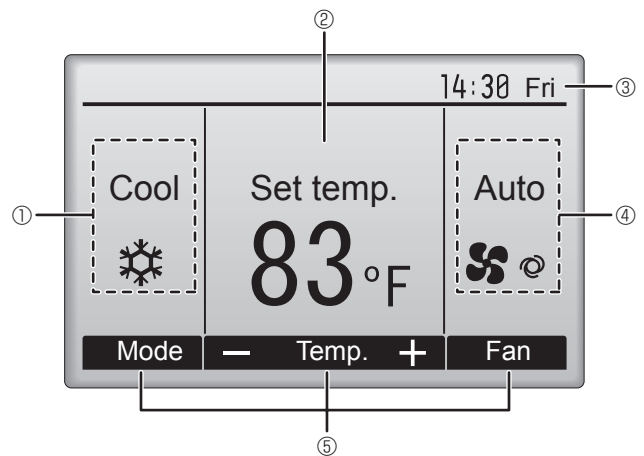 ②
14:30 Fri
③
①
Cool
Set temp.
Auto
④
83°F
Mode — Temp. + Fan
⑤